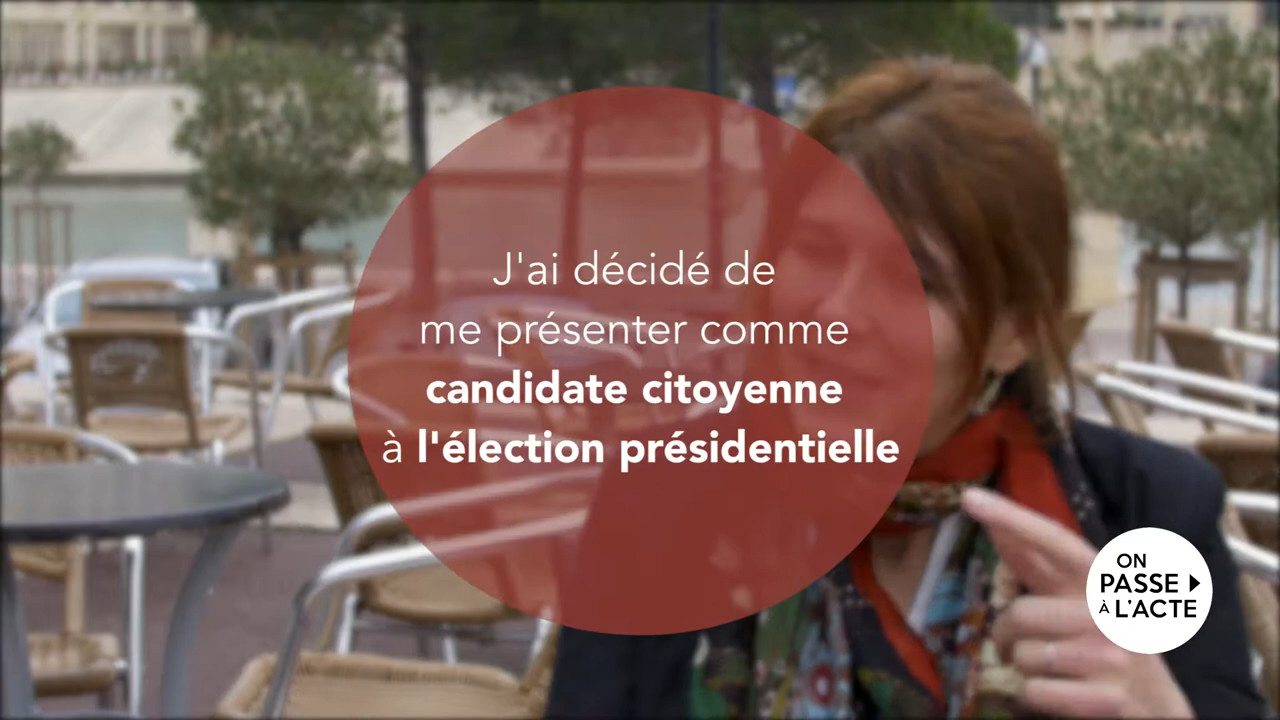 J'ai décidé de
me présenter comme
candidate citoyenne
à l'élection présidentielle
ON
PASSE
À L'ACTE